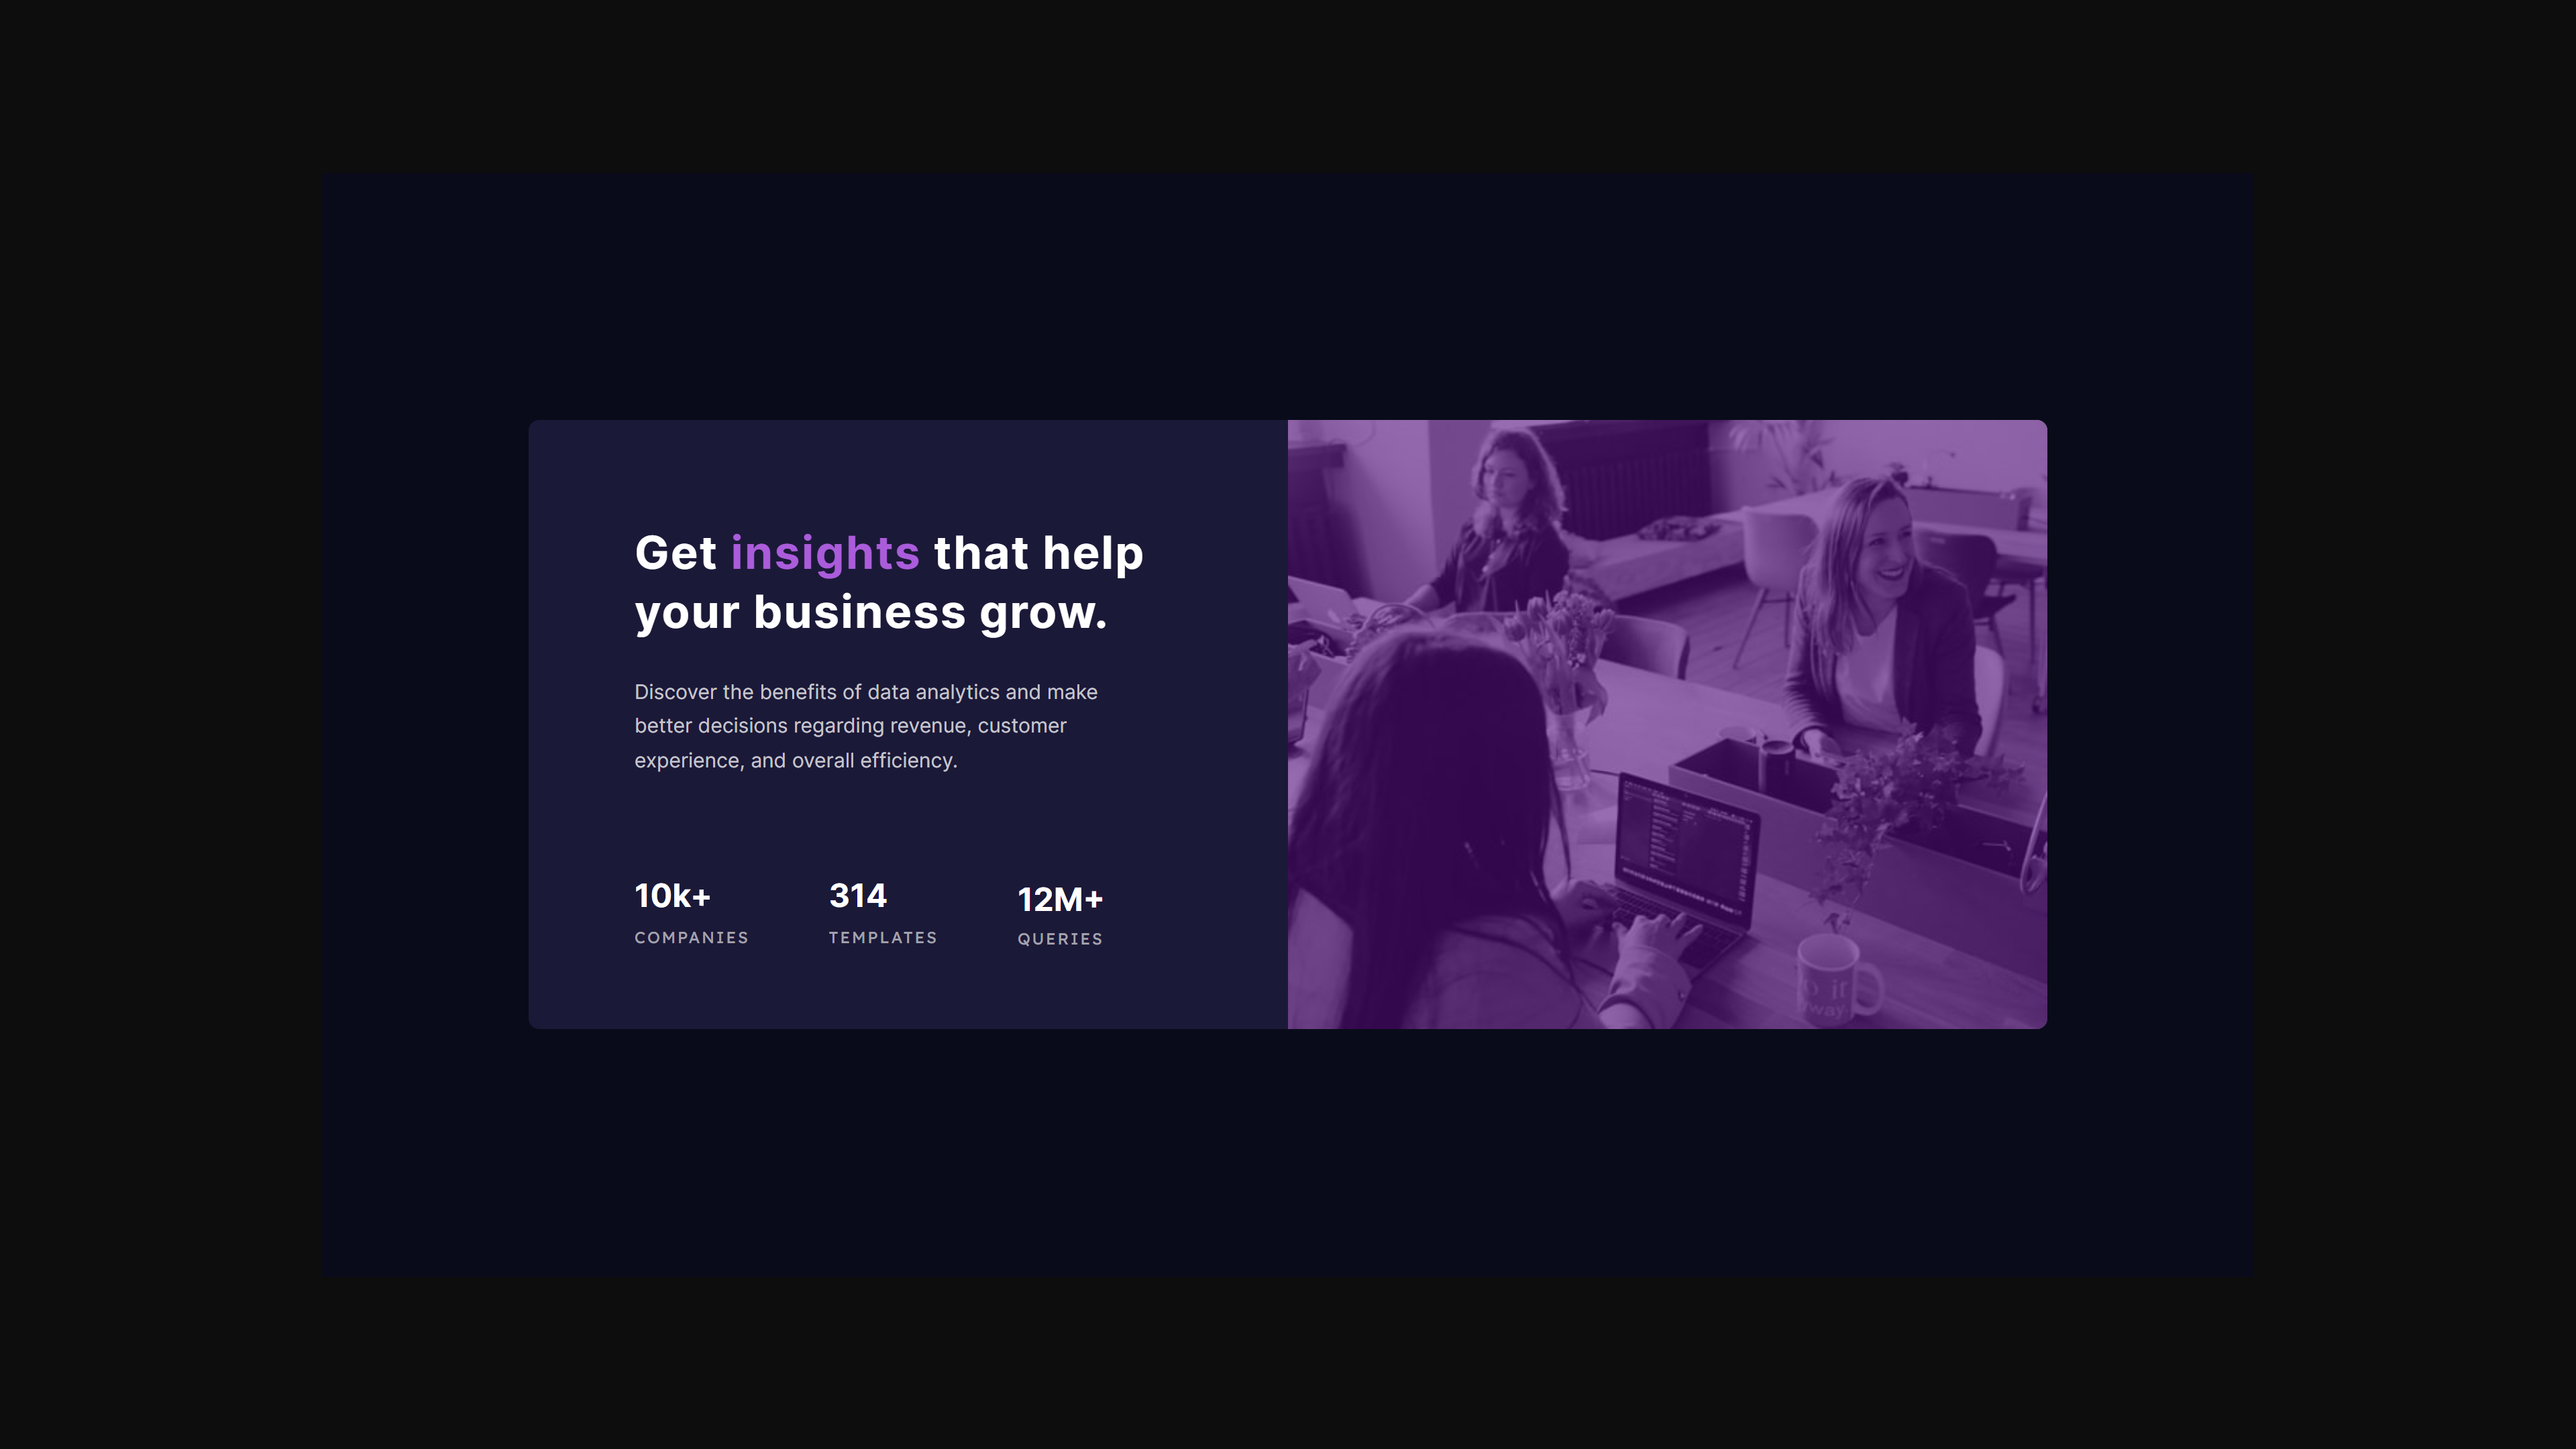 Get insights that help
your business grow.
Discover the benefits of data analytics and make
better decisions regarding revenue, customer
experience, and overall efficiency.
10k+
COMPANIES
314
TEMPLATES
12M+
QUERIES